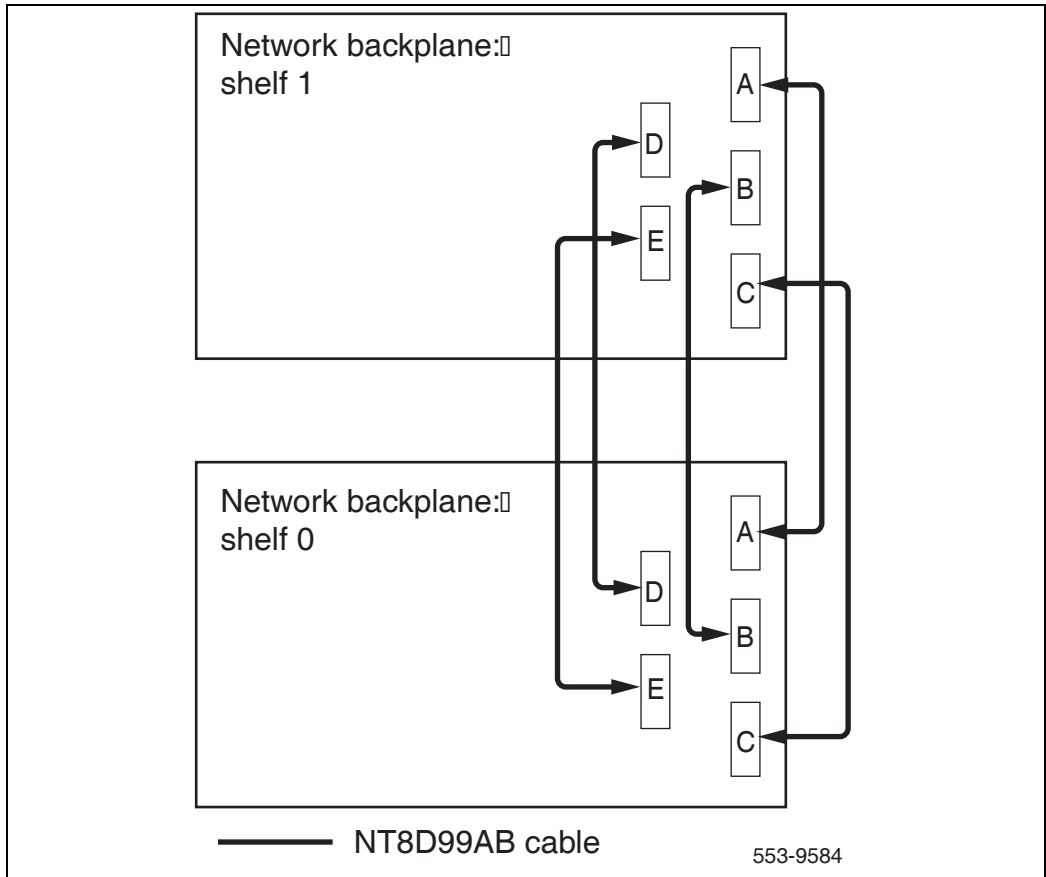 Network backplane:
shelf 1
A
D
B
E
C
Network backplane:
shelf 0
A
D
B
E
C
NT8D99AB cable
553-9584